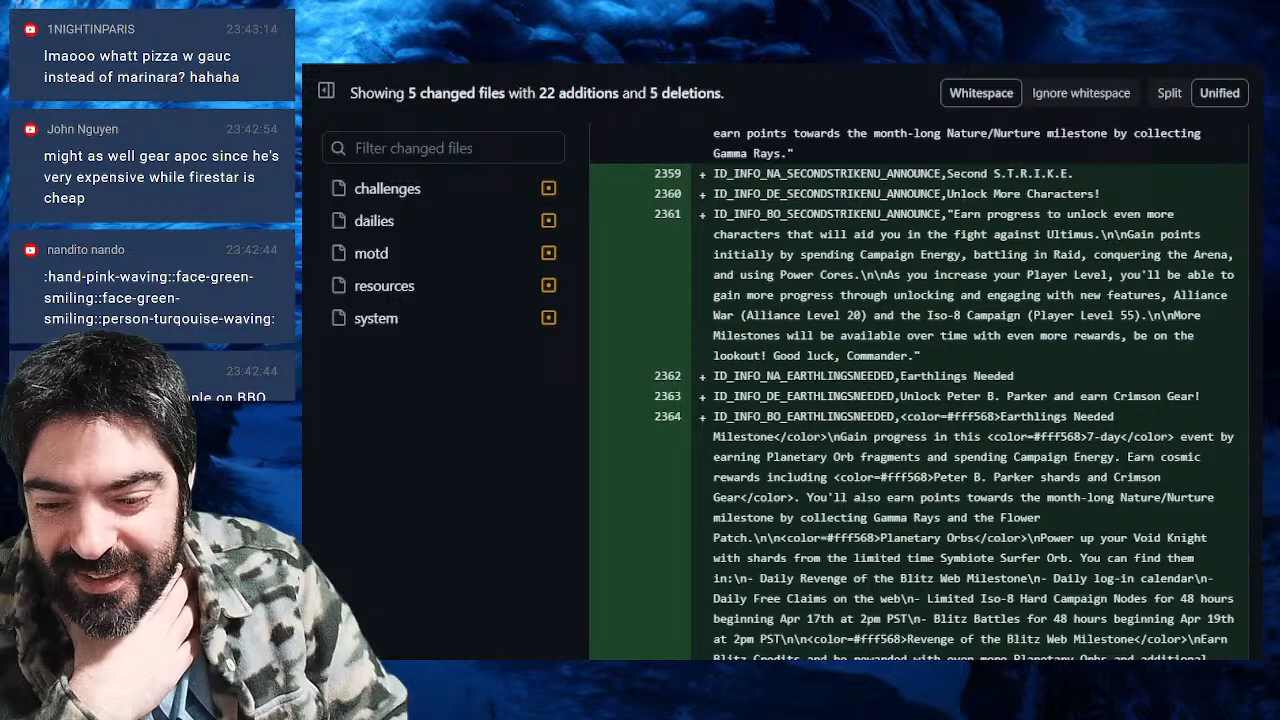 1NIGHTINPARIS 23:43:14
lmaooo whatt pizza w gauc
instead of marinara? hahaha
John Nguyen 23:42:54
might as well gear apoc since he's
very expensive while firestar is
cheap
nandito nando 23:42:44
:hand-pink-waving::face-green-
smiling::face-green-
smiling::person-turqouise-waving:
23:42:44
on BBQ
Showing 5 changed files with 22 additions and 5 deletions.
Whitespace Ignore whitespace Split Unified
Filter changed files
challenges
dailies
motd
resources
system
earn points towards the month-long Nature/Nurture milestone by collecting
Gamma Rays."
2359 + ID_INFO_NA_SECONDSTRIKENU_ANNOUNCE,Second S.T.R.I.K.E.
2360 + ID_INFO_DE_SECONDSTRIKENU_ANNOUNCE,Unlock More Characters!
2361 + ID_INFO_BO_SECONDSTRIKENU_ANNOUNCE,"Earn progress to unlock even more
characters that will aid you in the fight against Ultimus.\n\nGain points
initially by spending Campaign Energy, battling in Raid, conquering the Arena,
and using Power Cores.\n\nAs you increase your Player Level, you'll be able to
gain more progress through unlocking and engaging with new features, Alliance
War (Alliance Level 20) and the Iso-8 Campaign (Player Level 55).\n\nMore
Milestones will be available over time with even more rewards, be on the
lookout! Good luck, Commander."
2362 + ID_INFO_NA_EARTHLINGSNEEDED,Earthlings Needed
2363 + ID_INFO_DE_EARTHLINGSNEEDED,Unlock Peter B. Parker and earn Crimson Gear!
2364 + ID_INFO_BO_EARTHLINGSNEEDED,<color=#fff568>Earthlings Needed
Milestone</color>\nGain progress in this <color=#fff568>7-day</color> event by
earning Planetary Orb fragments and spending Campaign Energy. Earn cosmic
rewards including <color=#fff568>Peter B. Parker shards and Crimson
Gear</color>. You'll also earn points towards the month-long Nature/Nurture
milestone by collecting Gamma Rays and the Flower
Patch.\n\n<color=#fff568>Planetary Orbs</color>\nPower up your Void Knight
with shards from the limited time Symbiote Surfer Orb. You can find them
in:\n- Daily Revenge of the Blitz Web Milestone\n- Daily log-in calendar\n-
Daily Free Claims on the web\n- Limited Iso-8 Hard Campaign Nodes for 48 hours
beginning Apr 17th at 2pm PST\n- Blitz Battles for 48 hours beginning Apr 19th
at 2pm PST\n\n<color=#fff568>Revenge of the Blitz Web Milestone</color>\nEarn
Blitz Credits and be rewarded with even more Planetary Orbs and additional